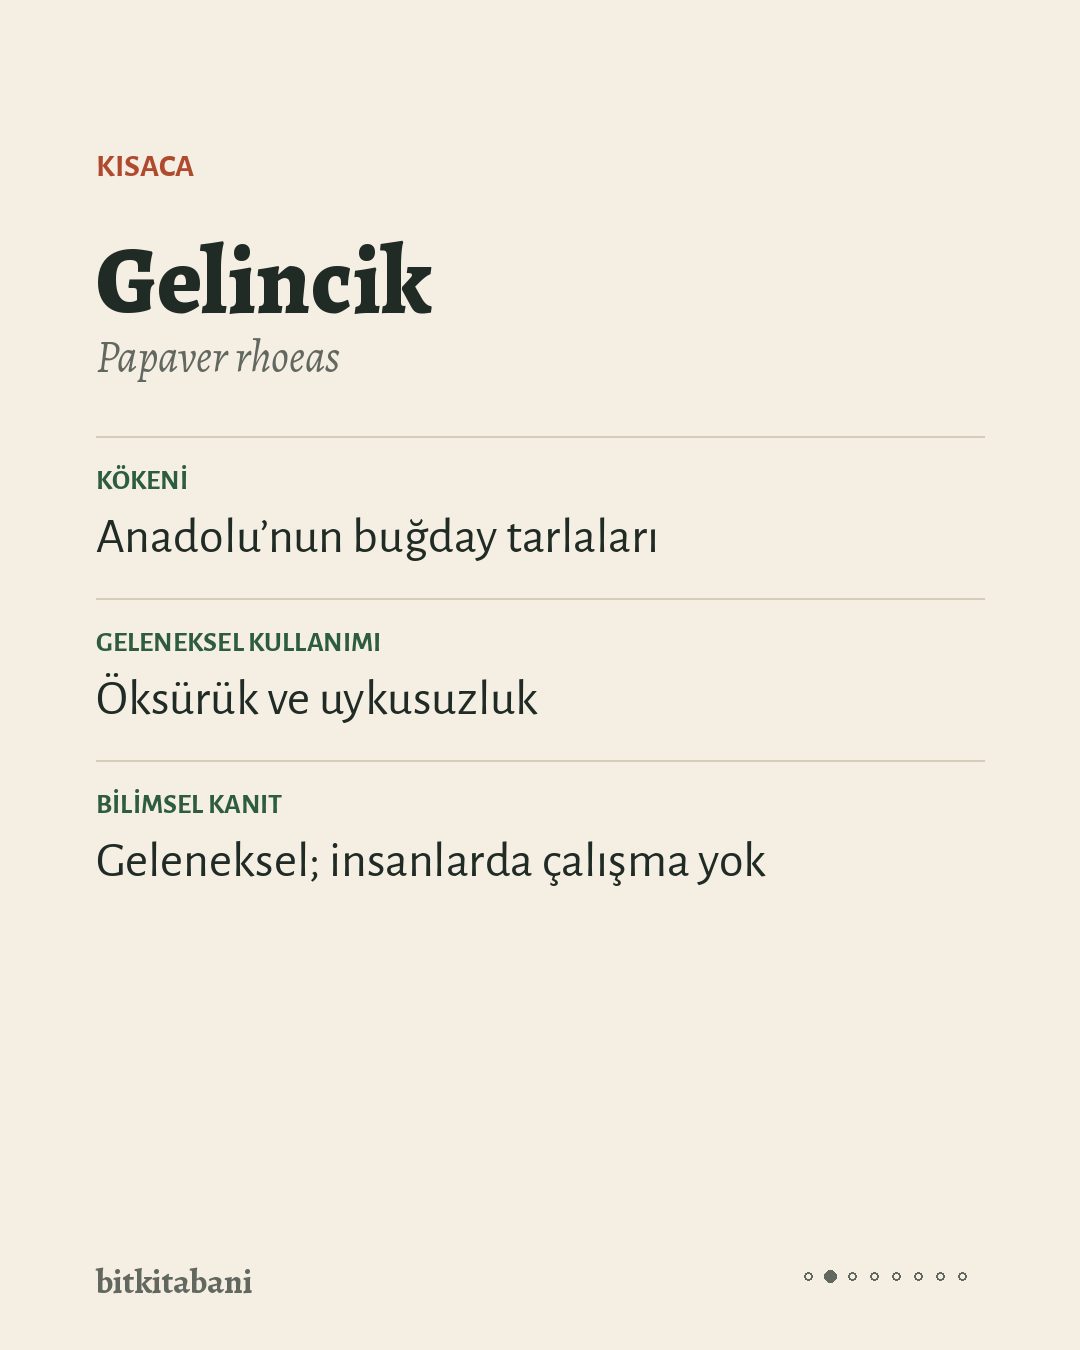 KISACA
Gelincik
Papaver rhoeas
KÖKENİ
Anadolu’nun buğday tarlaları
GELENEKSEL KULLANIMI
Öksürük ve uykusuzluk
BİLİMSEL KANIT
Geleneksel; insanlarda çalışma yok
bitkitabani